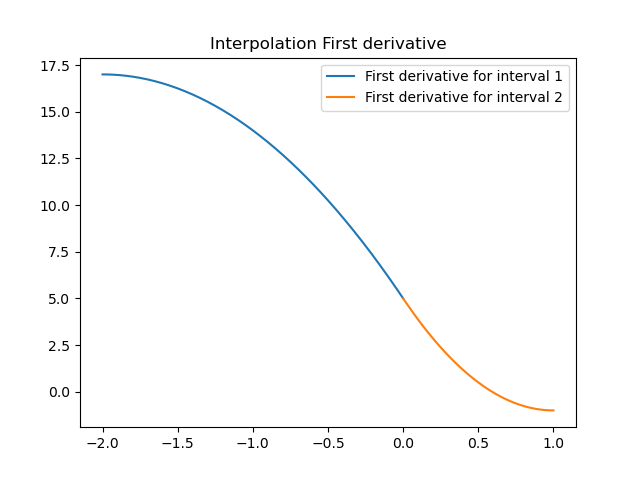 Interpolation First derivative
First derivative for interval 1
First derivative for interval 2
17.5
15.0
12.5
10.0
7.5
5.0
2.5
0.0
−2.0 −1.5 −1.0 −0.5 0.0 0.5 1.0